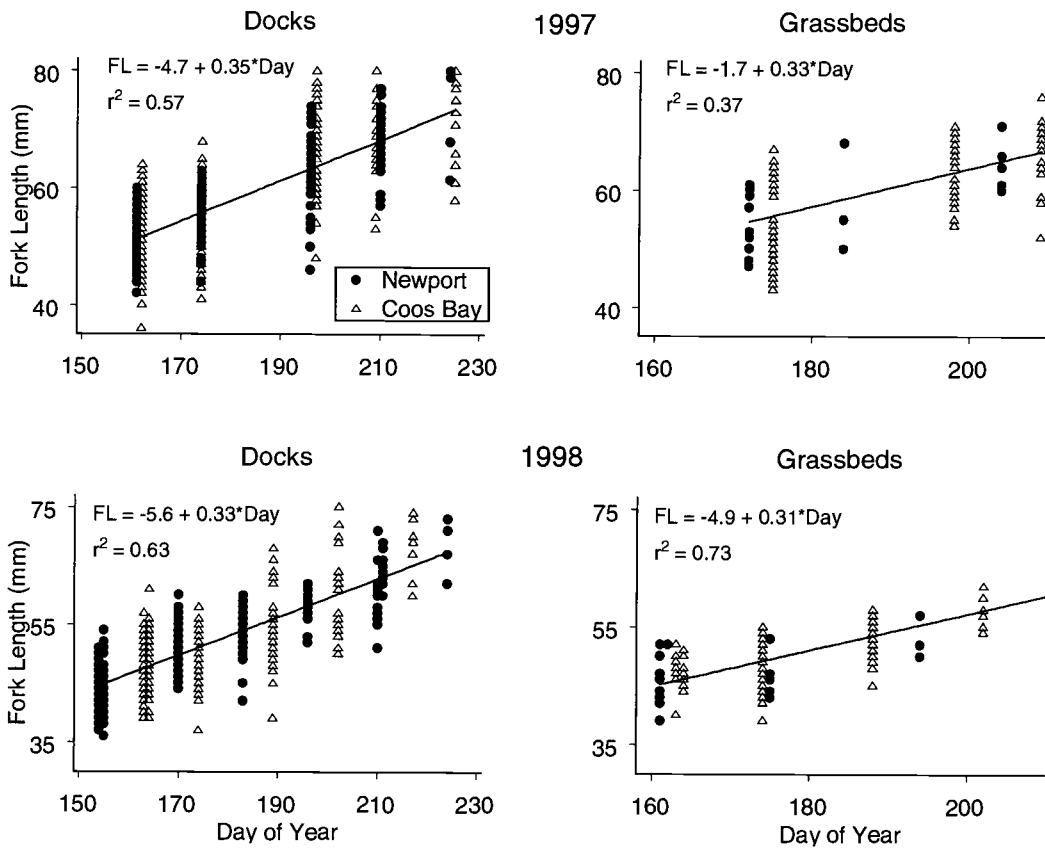 Docks
1997
Grassbeds
FL = -4.7 + 0.35*Day
r² = 0.57
FL = -1.7 + 0.33*Day
r² = 0.37
Fork Length (mm)
80
60
40
Newport
Coos Bay
150 170 190 210 230
80
60
40
160 180 200
Docks
1998
Grassbeds
FL = -5.6 + 0.33*Day
r² = 0.63
FL = -4.9 + 0.31*Day
r² = 0.73
Fork Length (mm)
75
55
35
150 170 190 210 230
Day of Year
75
55
35
160 180 200
Day of Year